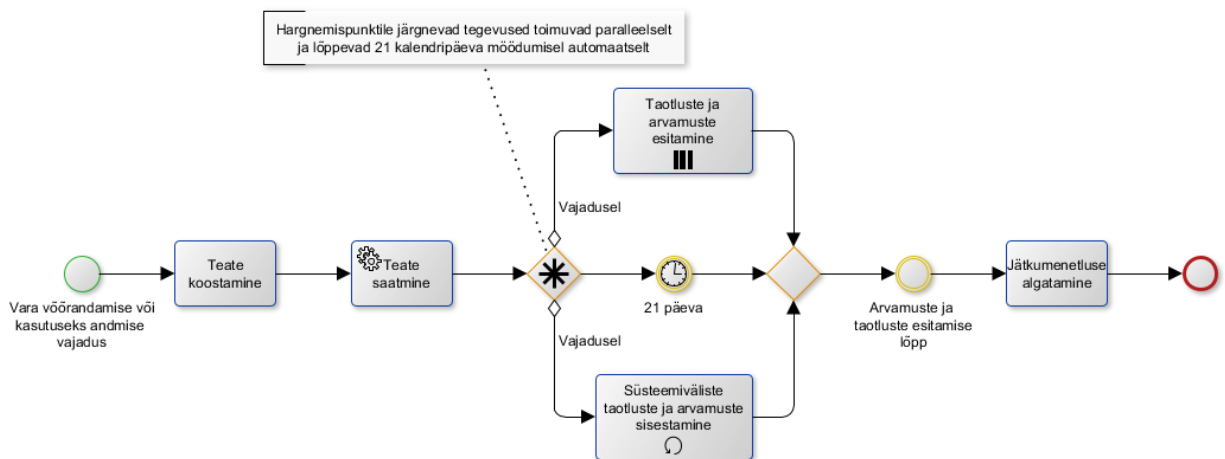 Hargnemispunktile järgnevad tegevused toimuvad paralleelselt
ja lõppevad 21 kalendripäeva möödumisel automaatselt
Taotluste ja
arvamuste
esitamine
Vajadusel
Teate
koostamine
Teate
saatmine
Jätkumenetluse
algatamine
Vara võõrandamise või
kasutuseks andmise
vajadus
21 päeva
Arvamuste ja
taotluste esitamise
lõpp
Vajadusel
Süsteemiväliste
taotluste ja arvamuste
sisestamine